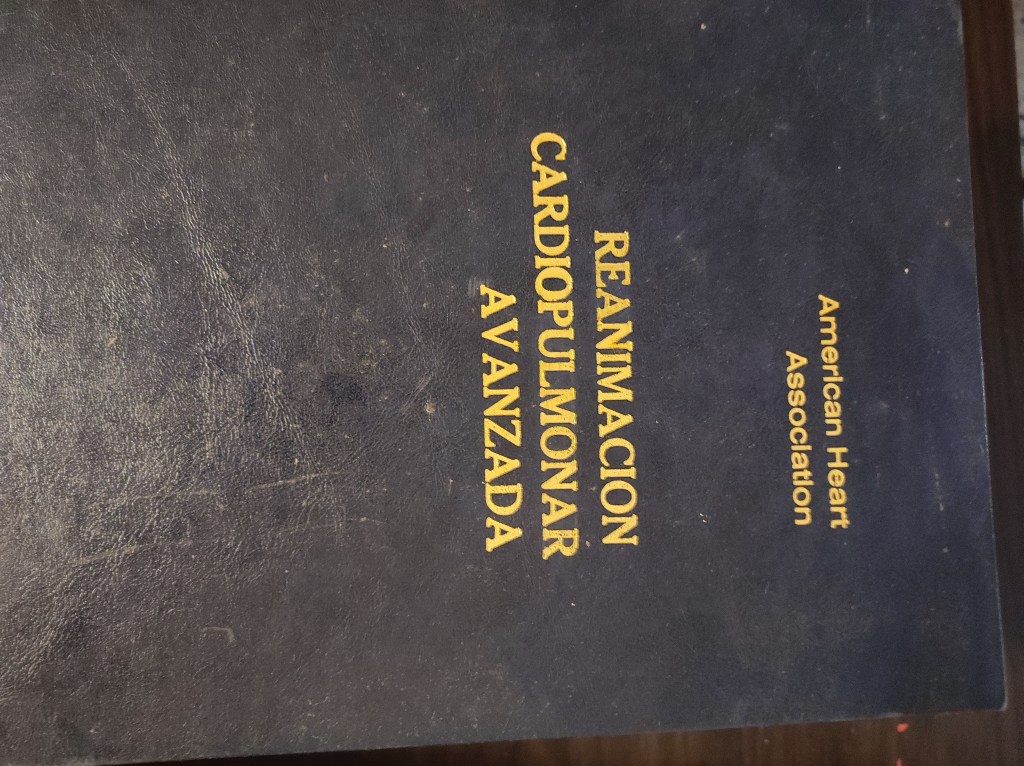 American Heart
Association
REANIMACION
CARDIOPULMONAR
AVANZADA